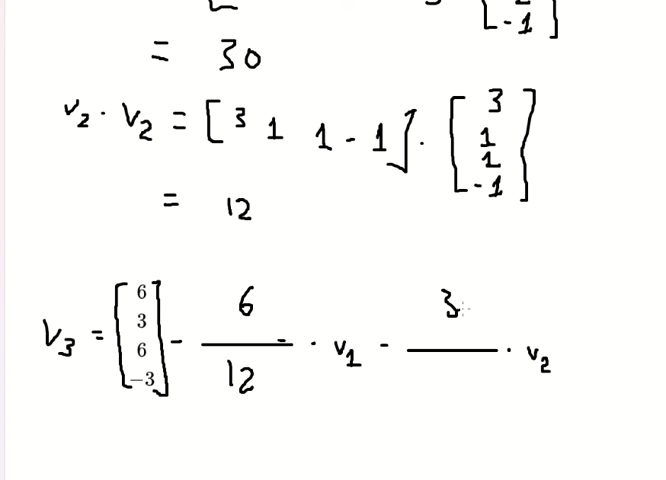 -1
= 30
v2 · v2 = [3 1 1 -1] · [3 1 1 -1]
= 12
v3 = [6 3 6 -3] - 6/12 · v1 - 3/ · v2